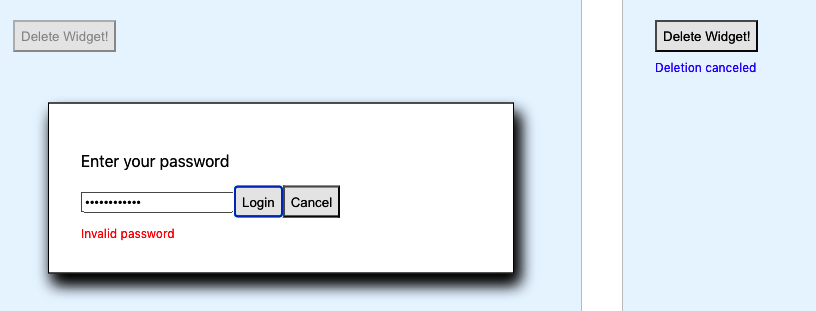 Delete Widget!
Enter your password
••••••••••••
Login Cancel
Invalid password
Delete Widget!
Deletion canceled